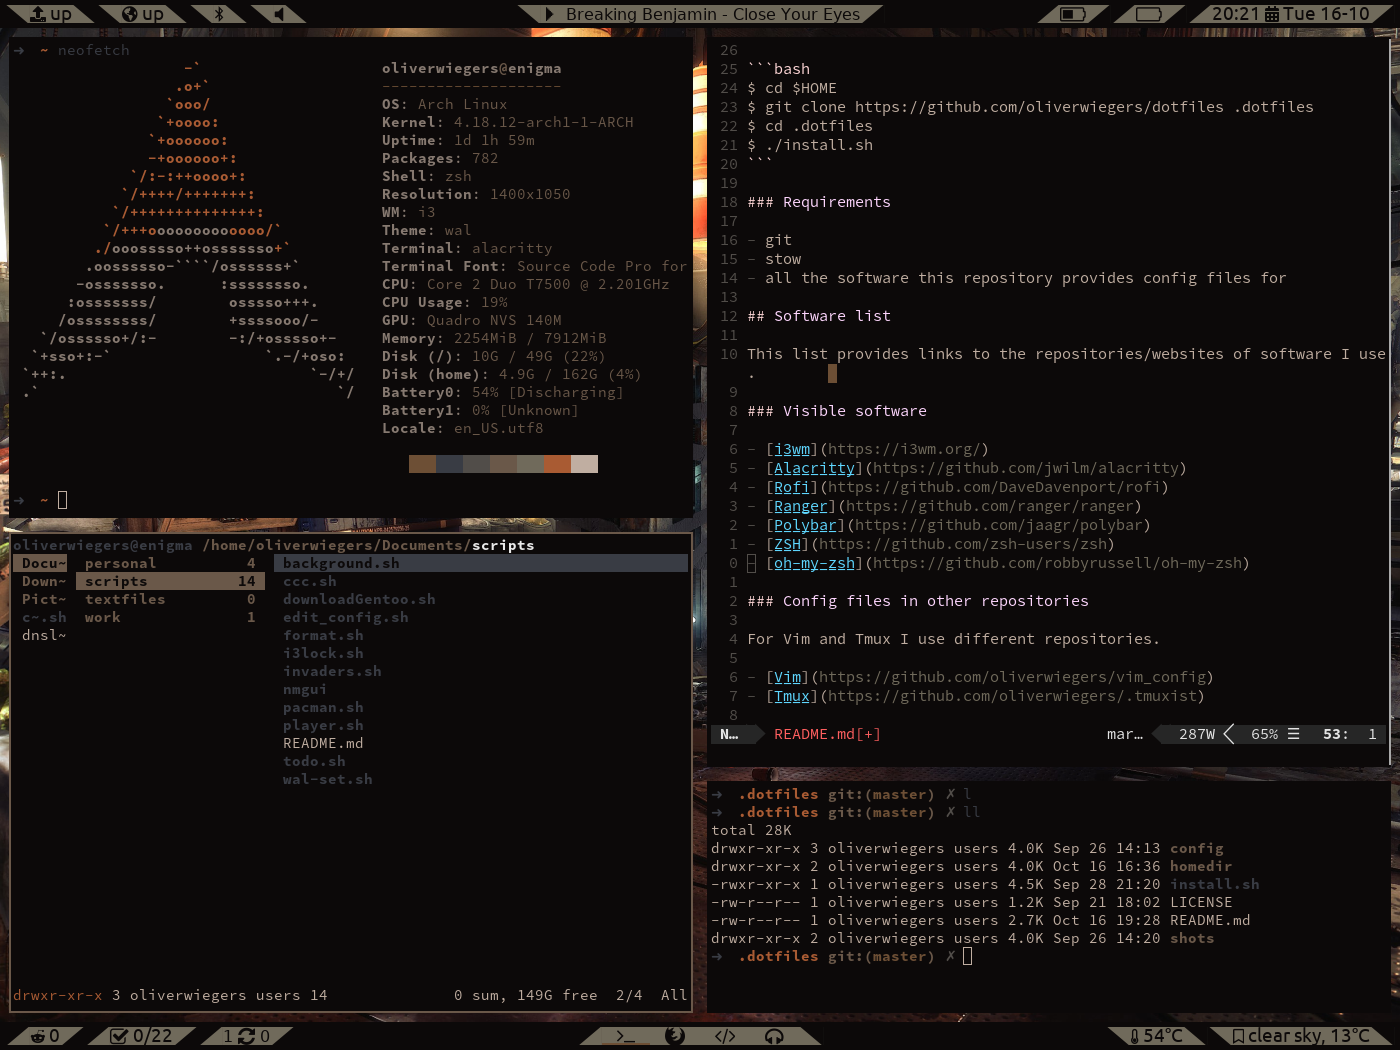 up up
Breaking Benjamin - Close Your Eyes
20:21 Tue 16-10
➜ ~ neofetch
-`
.o+`
`ooo/
`+oooo:
`+oooooo:
-+oooooo+:
`/:-:++oooo+:
`/++++/+++++++:
`/++++++++++++++:
`/+++ooooooooooooo/`
./ooosssso++osssssso+`
.oossssso-````/ossssss+`
-osssssso. :ssssssso.
:osssssss/ osssso+++.
/ossssssss/ +ssssooo/-
`/ossssso+/:- -:/+osssso+-
`+sso+:-` `.-/+oso:
`++:. `-/+/
.` `/
oliverwiegers@enigma
--------------------
OS: Arch Linux
Kernel: 4.18.12-arch1-1-ARCH
Uptime: 1d 1h 59m
Packages: 782
Shell: zsh
Resolution: 1400x1050
WM: i3
Theme: wal
Terminal: alacritty
Terminal Font: Source Code Pro for
CPU: Core 2 Duo T7500 @ 2.201GHz
CPU Usage: 19%
GPU: Quadro NVS 140M
Memory: 2254MiB / 7912MiB
Disk (/): 10G / 49G (22%)
Disk (home): 4.9G / 162G (4%)
Battery0: 54% [Discharging]
Battery1: 0% [Unknown]
Locale: en_US.utf8
➜ ~
26
25 ```bash
24 $ cd $HOME
23 $ git clone https://github.com/oliverwiegers/dotfiles .dotfiles
22 $ cd .dotfiles
21 $ ./install.sh
20 ```
19
18 ### Requirements
17
16 - git
15 - stow
14 - all the software this repository provides config files for
13
12 ## Software list
11
10 This list provides links to the repositories/websites of software I use
.
9
8 ### Visible software
7
6 - [i3wm](https://i3wm.org/)
5 - [Alacritty](https://github.com/jwilm/alacritty)
4 - [Rofi](https://github.com/DaveDavenport/rofi)
3 - [Ranger](https://github.com/ranger/ranger)
2 - [Polybar](https://github.com/jaagr/polybar)
1 - [ZSH](https://github.com/zsh-users/zsh)
0 - [oh-my-zsh](https://github.com/robbyrussell/oh-my-zsh)
1
2 ### Config files in other repositories
3
4 For Vim and Tmux I use different repositories.
5
6 - [Vim](https://github.com/oliverwiegers/vim_config)
7 - [Tmux](https://github.com/oliverwiegers/.tmuxist)
8
N… README.md[+] mar… 287W 65% ☰ 53: 1
oliverwiegers@enigma /home/oliverwiegers/Documents/scripts
Docu~ personal 4 background.sh
Down~ scripts 14 ccc.sh
Pict~ textfiles 0 downloadGentoo.sh
c~.sh work 1 edit_config.sh
dnsl~ format.sh
i3lock.sh
invaders.sh
nmgui
pacman.sh
player.sh
README.md
todo.sh
wal-set.sh
drwxr-xr-x 3 oliverwiegers users 14 0 sum, 149G free 2/4 All
➜ .dotfiles git:(master) ✗ l
➜ .dotfiles git:(master) ✗ ll
total 28K
drwxr-xr-x 3 oliverwiegers users 4.0K Sep 26 14:13 config
drwxr-xr-x 2 oliverwiegers users 4.0K Oct 16 16:36 homedir
-rwxr-xr-x 1 oliverwiegers users 4.5K Sep 28 21:20 install.sh
-rw-r--r-- 1 oliverwiegers users 1.2K Sep 21 18:02 LICENSE
-rw-r--r-- 1 oliverwiegers users 2.7K Oct 16 19:28 README.md
drwxr-xr-x 2 oliverwiegers users 4.0K Sep 26 14:20 shots
➜ .dotfiles git:(master) ✗
0 0/22 1 0
>_ </>
54°C clear sky, 13°C